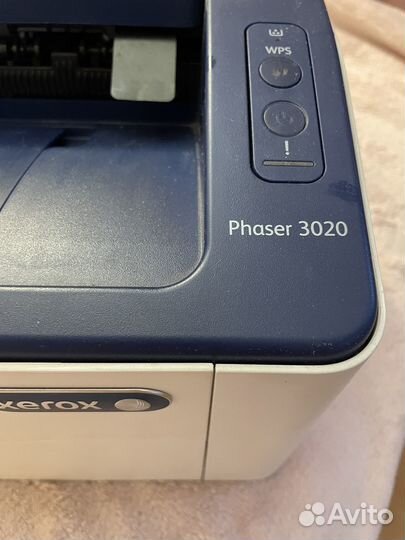 WPS
!
Phaser 3020
xerox
Avito